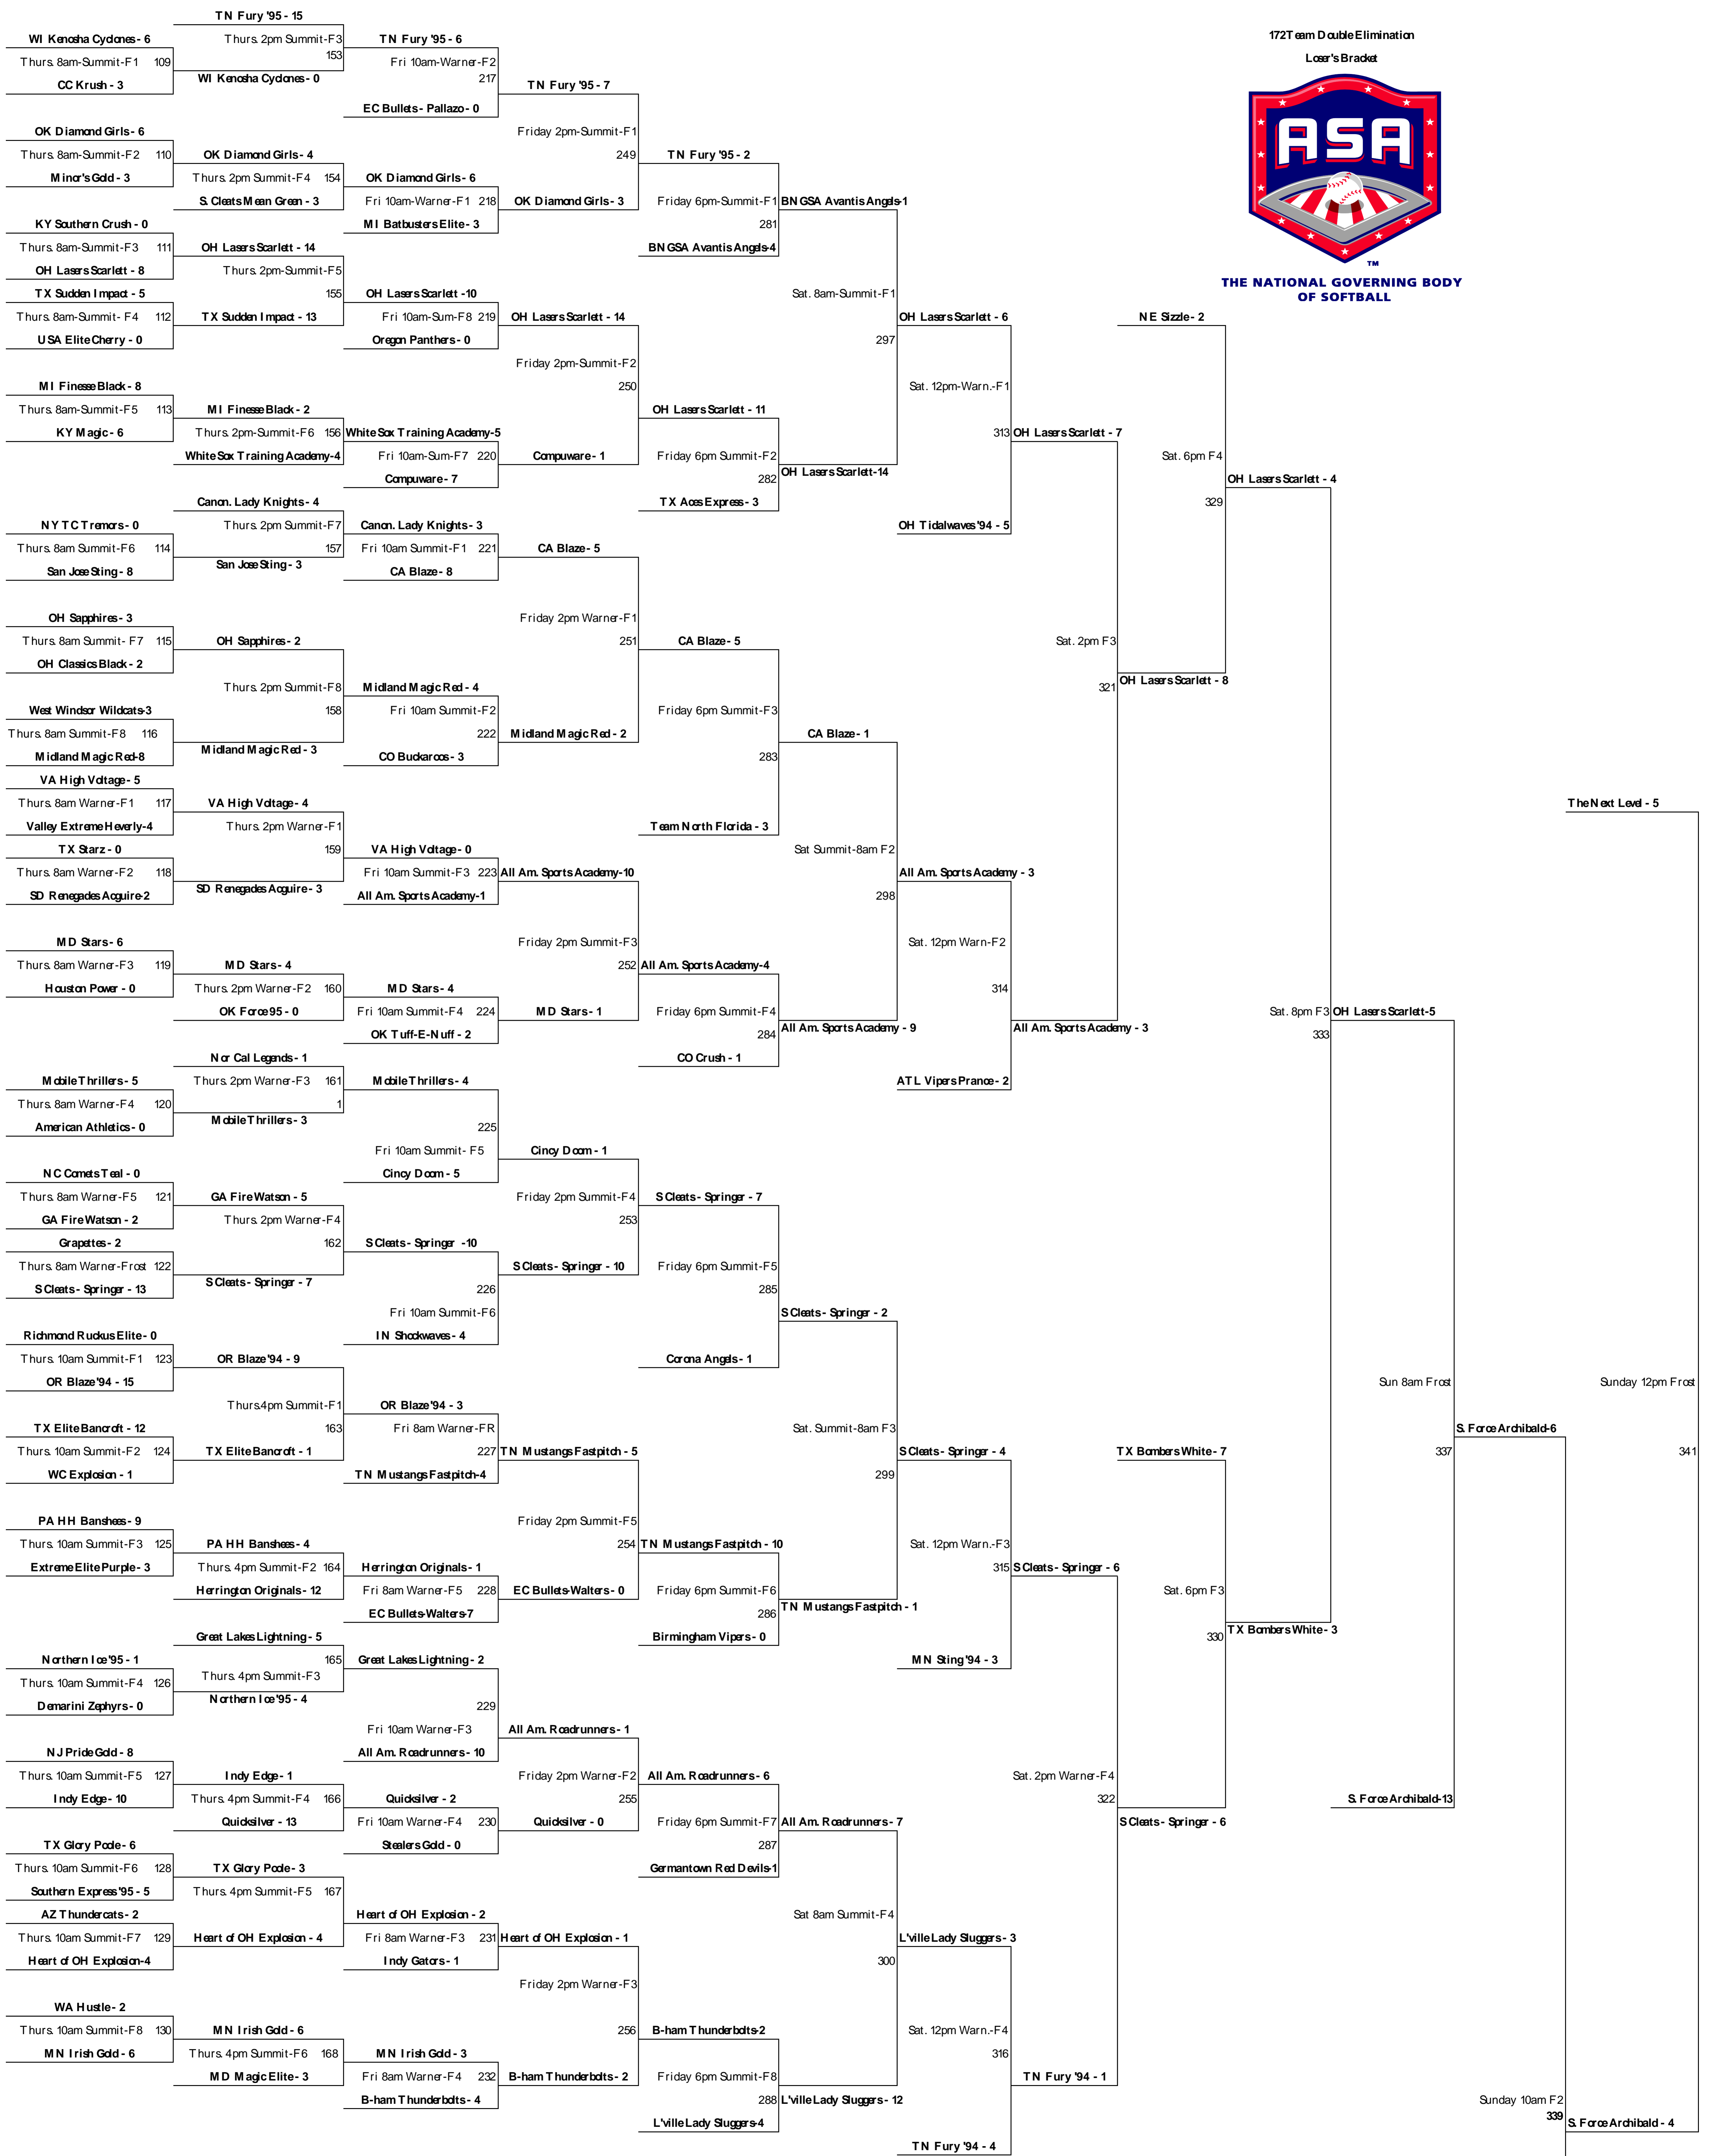 172 Team Double Elimination
Loser's Bracket
ASA
TM
THE NATIONAL GOVERNING BODY
OF SOFTBALL
TN Fury '95 - 15
WI Kenosha Cyclones - 6
Thurs. 2pm Summit-F3
153
Thurs. 8am-Summit-F1 109
WI Kenosha Cyclones - 0
CC Krush - 3
OK Diamond Girls - 6
Thurs. 8am-Summit-F2 110
Minor's Gold - 3
OK Diamond Girls - 4
Thurs. 2pm Summit-F4 154
S. Cleats Mean Green - 3
KY Southern Crush - 0
Thurs. 8am-Summit-F3 111
OH Lasers Scarlett - 8
OH Lasers Scarlett - 14
Thurs. 2pm-Summit-F5
155
TX Sudden Impact - 5
Thurs. 8am-Summit- F4 112
TX Sudden Impact - 13
USA Elite Cherry - 0
MI Finesse Black - 8
Thurs. 8am-Summit-F5 113
KY Magic - 6
MI Finesse Black - 2
Thurs. 2pm-Summit-F6 156
White Sox Training Academy-4
Canon. Lady Knights - 4
NY TC Tremors - 0
Thurs. 2pm Summit-F7
157
Thurs. 8am Summit-F6 114
San Jose Sting - 3
San Jose Sting - 8
OH Sapphires - 3
Thurs. 8am Summit- F7 115
OH Classics Black - 2
OH Sapphires - 2
Thurs. 2pm Summit-F8
158
West Windsor Wildcats-3
Thurs. 8am Summit-F8 116
Midland Magic Red - 3
Midland Magic Red-8
VA High Voltage - 5
Thurs. 8am Warner-F1 117
Valley Extreme Heverly-4
VA High Voltage - 4
Thurs. 2pm Warner-F1
159
TX Starz - 0
Thurs. 8am Warner-F2 118
SD Renegades Acguire - 3
SD Renegades Acguire-2
MD Stars - 6
Thurs. 8am Warner-F3 119
Houston Power - 0
MD Stars - 4
Thurs. 2pm Warner-F2 160
OK Force 95 - 0
Nor Cal Legends - 1
Mobile Thrillers - 5
Thurs. 2pm Warner-F3 161
1
Thurs. 8am Warner-F4 120
Mobile Thrillers - 3
American Athletics - 0
NC Comets Teal - 0
Thurs. 8am Warner-F5 121
GA Fire Watson - 2
GA Fire Watson - 5
Thurs. 2pm Warner-F4
162
Grapettes - 2
Thurs. 8am Warner-Frost 122
S Cleats - Springer - 7
S Cleats - Springer - 13
Richmond Ruckus Elite - 0
Thurs. 10am Summit-F1 123
OR Blaze '94 - 15
OR Blaze '94 - 9
Thurs.4pm Summit-F1
163
TX Elite Bancroft - 12
Thurs. 10am Summit-F2 124
TX Elite Bancroft - 1
WC Explosion - 1
PA HH Banshees - 9
Thurs. 10am Summit-F3 125
Extreme Elite Purple - 3
PA HH Banshees - 4
Thurs. 4pm Summit-F2 164
Herrington Originals - 12
Great Lakes Lightning - 5
165
Northern Ice '95 - 1
Thurs. 4pm Summit-F3
Thurs. 10am Summit-F4 126
Northern Ice '95 - 4
Demarini Zephyrs - 0
NJ Pride Gold - 8
Thurs. 10am Summit-F5 127
Indy Edge - 10
Indy Edge - 1
Thurs. 4pm Summit-F4 166
Quicksilver - 13
TX Glory Poole - 6
Thurs. 10am Summit-F6 128
Southern Express '95 - 5
TX Glory Poole - 3
Thurs. 4pm Summit-F5 167
AZ Thundercats - 2
Thurs. 10am Summit-F7 129
Heart of OH Explosion - 4
Heart of OH Explosion-4
WA Hustle - 2
Thurs. 10am Summit-F8 130
MN Irish Gold - 6
MN Irish Gold - 6
Thurs. 4pm Summit-F6 168
MD Magic Elite - 3
TN Fury '95 - 6
Fri 10am-Warner-F2
217
EC Bullets - Pallazo - 0
OK Diamond Girls - 6
Fri 10am-Warner-F1 218
MI Batbusters Elite - 3
OH Lasers Scarlett -10
Fri 10am-Sum-F8 219
Oregon Panthers - 0
White Sox Training Academy-5
Fri 10am-Sum-F7 220
Compuware - 7
Canon. Lady Knights - 3
Fri 10am Summit-F1 221
CA Blaze - 8
Midland Magic Red - 4
Fri 10am Summit-F2
222
CO Buckaroos - 3
VA High Voltage - 0
Fri 10am Summit-F3 223
All Am. Sports Academy-1
MD Stars - 4
Fri 10am Summit-F4 224
OK Tuff-E-Nuff - 2
Mobile Thrillers - 4
225
Fri 10am Summit- F5
Cincy Doom - 5
S Cleats - Springer -10
226
Fri 10am Summit-F6
IN Shockwaves - 4
OR Blaze '94 - 3
Fri 8am Warner-FR
227
TN Mustangs Fastpitch-4
Herrington Originals - 1
Fri 8am Warner-F5 228
EC Bullets-Walters-7
Great Lakes Lightning - 2
229
Fri 10am Warner-F3
All Am. Roadrunners - 10
Quicksilver - 2
Fri 10am Warner-F4 230
Stealers Gold - 0
Heart of OH Explosion - 2
Fri 8am Warner-F3 231
Indy Gators - 1
MN Irish Gold - 3
Fri 8am Warner-F4 232
B-ham Thunderbolts - 4
TN Fury '95 - 7
Friday 2pm-Summit-F1
249
OK Diamond Girls - 3
OH Lasers Scarlett - 14
Friday 2pm-Summit-F2
250
Compuware - 1
CA Blaze - 5
Friday 2pm Warner-F1
251
Midland Magic Red - 2
All Am. Sports Academy-10
Friday 2pm Summit-F3
252
MD Stars - 1
Cincy Doom - 1
Friday 2pm Summit-F4
253
S Cleats - Springer - 10
TN Mustangs Fastpitch - 5
Friday 2pm Summit-F5
254
EC Bullets-Walters - 0
All Am. Roadrunners - 1
Friday 2pm Warner-F2
255
Quicksilver - 0
Heart of OH Explosion - 1
Friday 2pm Warner-F3
256
B-ham Thunderbolts - 2
TN Fury '95 - 2
Friday 6pm-Summit-F1
281
BNGSA Avantis Angels-4
OH Lasers Scarlett - 11
Friday 6pm Summit-F2
282
TX Aces Express - 3
CA Blaze - 5
Friday 6pm Summit-F3
283
Team North Florida - 3
All Am. Sports Academy-4
Friday 6pm Summit-F4
284
CO Crush - 1
S Cleats - Springer - 7
Friday 6pm Summit-F5
285
Corona Angels - 1
TN Mustangs Fastpitch - 10
Friday 6pm Summit-F6
286
Birmingham Vipers - 0
All Am. Roadrunners - 6
Friday 6pm Summit-F7
287
Germantown Red Devils-1
B-ham Thunderbolts-2
Friday 6pm Summit-F8
288
L'ville Lady Sluggers-4
BNGSA Avantis Angels-1
Sat. 8am-Summit-F1
297
OH Lasers Scarlett-14
CA Blaze - 1
Sat Summit-8am F2
298
All Am. Sports Academy - 9
S Cleats - Springer - 2
Sat. Summit-8am F3
299
TN Mustangs Fastpitch - 1
All Am. Roadrunners - 7
Sat 8am Summit-F4
300
L'ville Lady Sluggers - 12
OH Lasers Scarlett - 6
Sat. 12pm-Warn.-F1
313
OH Tidalwaves '94 - 5
All Am. Sports Academy - 3
Sat. 12pm Warn-F2
314
ATL Vipers Prance - 2
S Cleats - Springer - 4
Sat. 12pm Warn.-F3
315
MN Sting '94 - 3
L'ville Lady Sluggers - 3
Sat. 12pm Warn.-F4
316
TN Fury '94 - 4
OH Lasers Scarlett - 7
Sat. 2pm F3
321
All Am. Sports Academy - 3
S Cleats - Springer - 6
Sat. 2pm Warner-F4
322
TN Fury '94 - 1
NE Sizzle - 2
Sat. 6pm F4
329
OH Lasers Scarlett - 8
TX Bombers White - 7
Sat. 6pm F3
330
S Cleats - Springer - 6
OH Lasers Scarlett - 4
Sat. 8pm F3
333
TX Bombers White - 3
OH Lasers Scarlett-5
Sun 8am Frost
337
S. Force Archibald-13
S. Force Archibald-6
Sunday 10am F2
339
The Next Level - 5
Sunday 12pm Frost
341
S. Force Archibald - 4